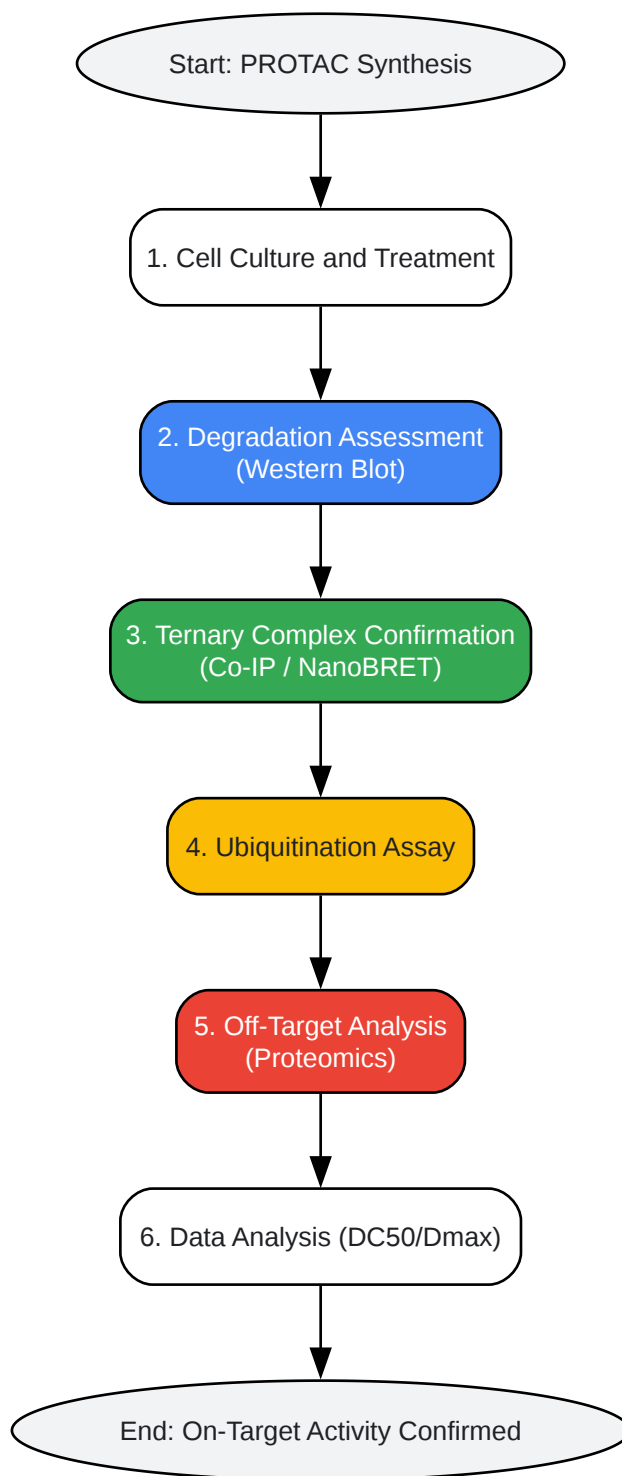 Start: PROTAC Synthesis
1. Cell Culture and Treatment
2. Degradation Assessment
(Western Blot)
3. Ternary Complex Confirmation
(Co-IP / NanoBRET)
4. Ubiquitination Assay
5. Off-Target Analysis
(Proteomics)
6. Data Analysis (DC50/Dmax)
End: On-Target Activity Confirmed